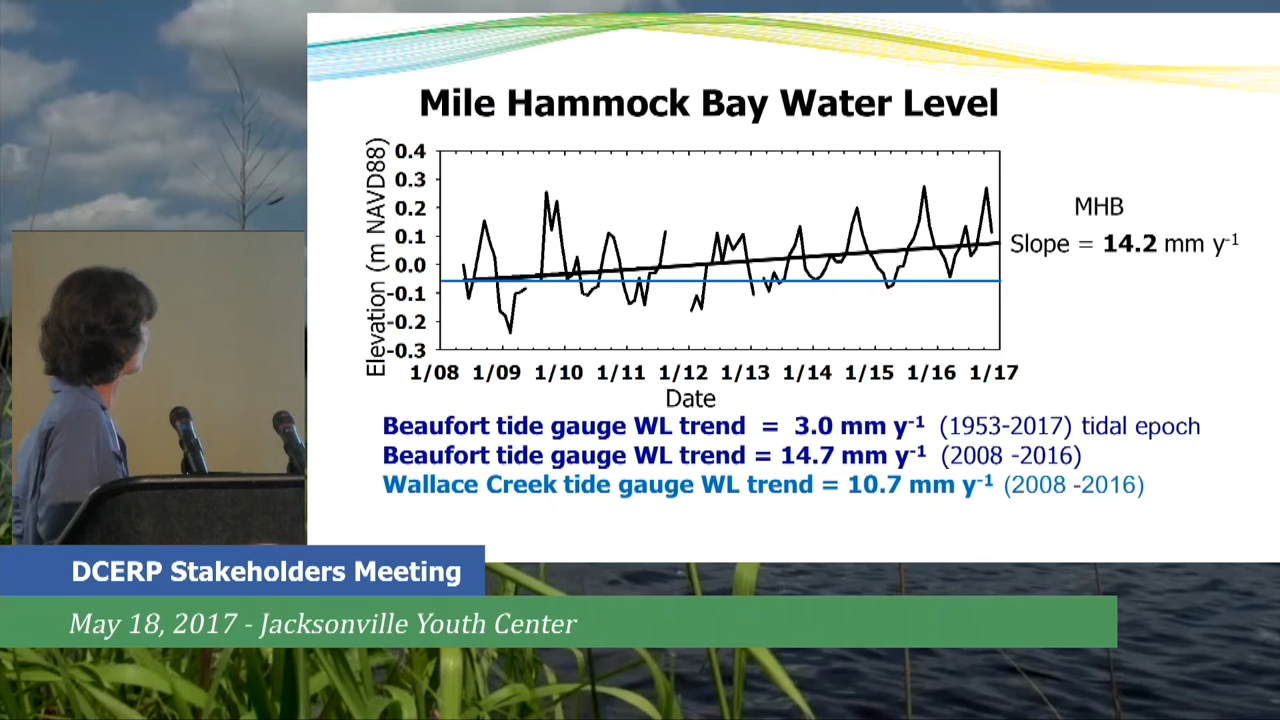 Mile Hammock Bay Water Level
Elevation (m NAVD88)
0.4
0.3
0.2
0.1
0.0
-0.1
-0.2
-0.3
1/08 1/09 1/10 1/11 1/12 1/13 1/14 1/15 1/16 1/17
Date
MHB
Slope = 14.2 mm y-1
Beaufort tide gauge WL trend = 3.0 mm y-1 (1953-2017) tidal epoch
Beaufort tide gauge WL trend = 14.7 mm y-1 (2008 -2016)
Wallace Creek tide gauge WL trend = 10.7 mm y-1 (2008 -2016)
DCERP Stakeholders Meeting
May 18, 2017 - Jacksonville Youth Center